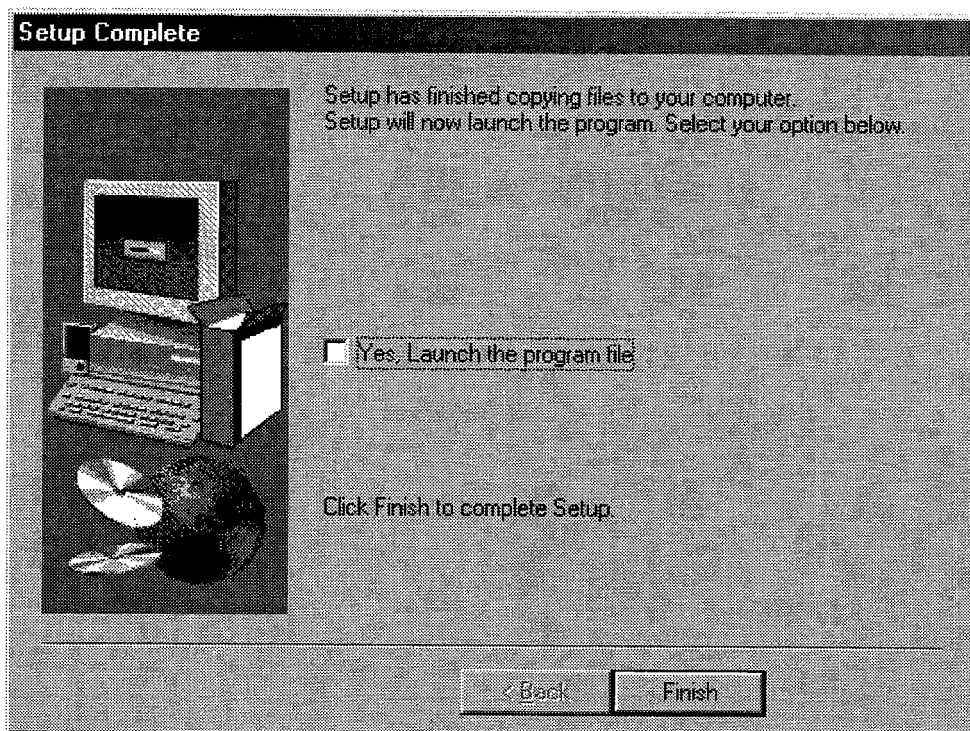 Setup Complete
Setup has finished copying files to your computer.
Setup will now launch the program. Select your option below.
Yes, Launch the program file
Click Finish to complete Setup.
< Back
Finish